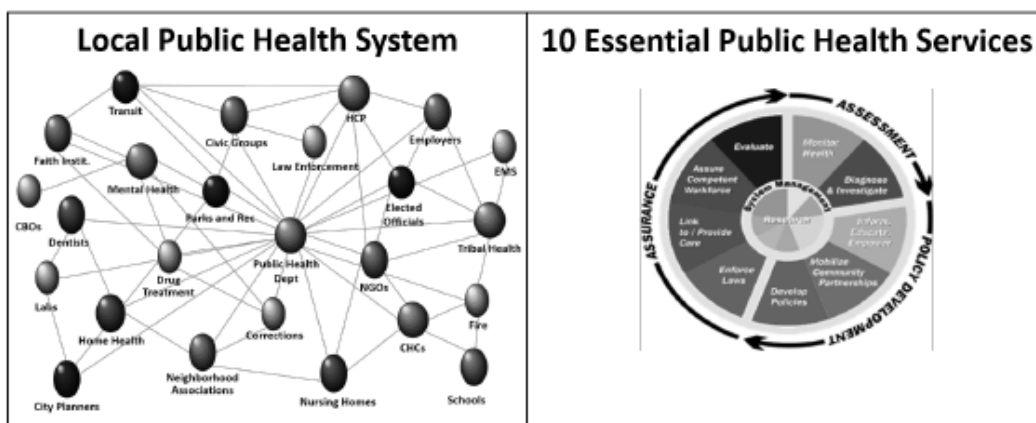 Local Public Health System
Transit
HCP
Civic Groups
Employers
Faith Instit.
Law Enforcement
EMS
Mental Health
Elected
Officials
Parks and Rec
CBOs
Dentists
Tribal Health
Public Health
Dept
Drug
Treatment
NGOs
Labs
Fire
Home Health
Corrections
CHCs
Neighborhood
Associations
Nursing Homes
Schools
City Planners
10 Essential Public Health Services
ASSESSMENT
POLICY DEVELOPMENT
ASSURANCE
Evaluate
Monitor
Health
Assure
Competent
Workforce
Diagnose
& Investigate
System Management
Research
Link
to / Provide
Care
Inform,
Educate,
Empower
Mobilize
Community
Partnerships
Enforce
Laws
Develop
Policies